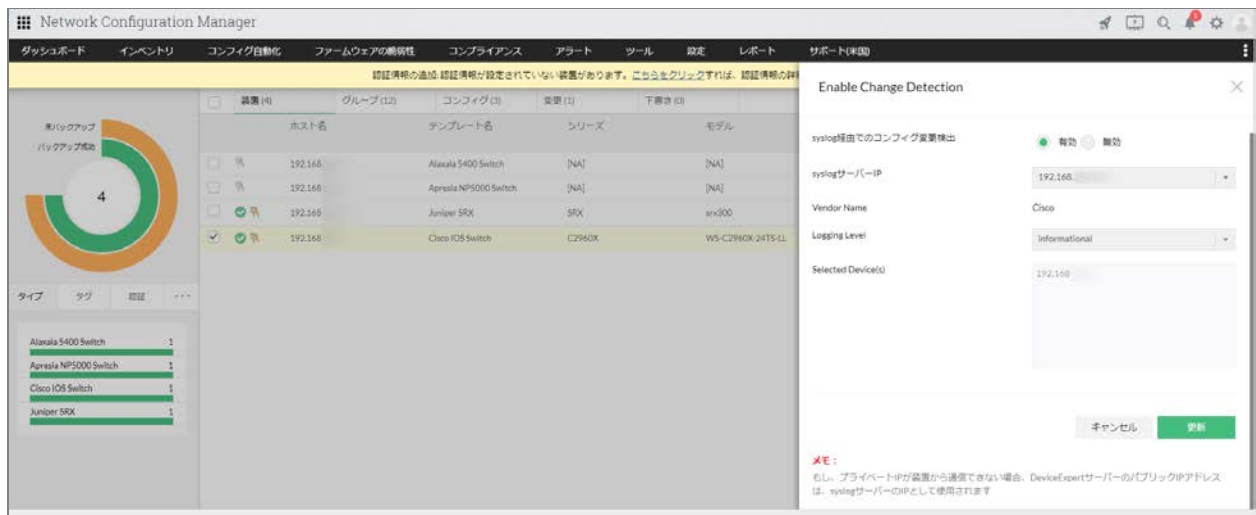 Network Configuration Manager
ダッシュボード インベントリ コンフィグ自動化 ファームウェアの脆弱性 コンプライアンス アラート ツール 設定 レポート サポート(米国)
認証情報の追加: 認証情報が設定されていない装置があります。こちらをクリックすれば、認証情報の詳
装置 (4) グループ (12) コンフィグ (3) 変更 (1) 下書き (0)
ホスト名 テンプレート名 シリーズ モデル
未バックアップ
バックアップ成功
4
192.168 Alaxala 5400 Switch [NA] [NA]
192.168 Apresia NP5000 Switch [NA] [NA]
192.168 Juniper SRX SRX srx300
192.168 Cisco IOS Switch C2960X WS-C2960X-24TS-LL
タイプ タグ 認証 ...
Alaxala 5400 Switch 1
Apresia NP5000 Switch 1
Cisco IOS Switch 1
Juniper SRX 1
Enable Change Detection
syslog経由でのコンフィグ変更検出 有効 無効
syslogサーバーIP 192.168.
Vendor Name Cisco
Logging Level informational
Selected Device(s) 192.168
キャンセル 更新
メモ：
もし、プライベートIPが装置から通信できない場合、DeviceExpertサーバーのパブリックIPアドレス
は、syslogサーバーのIPとして使用されます